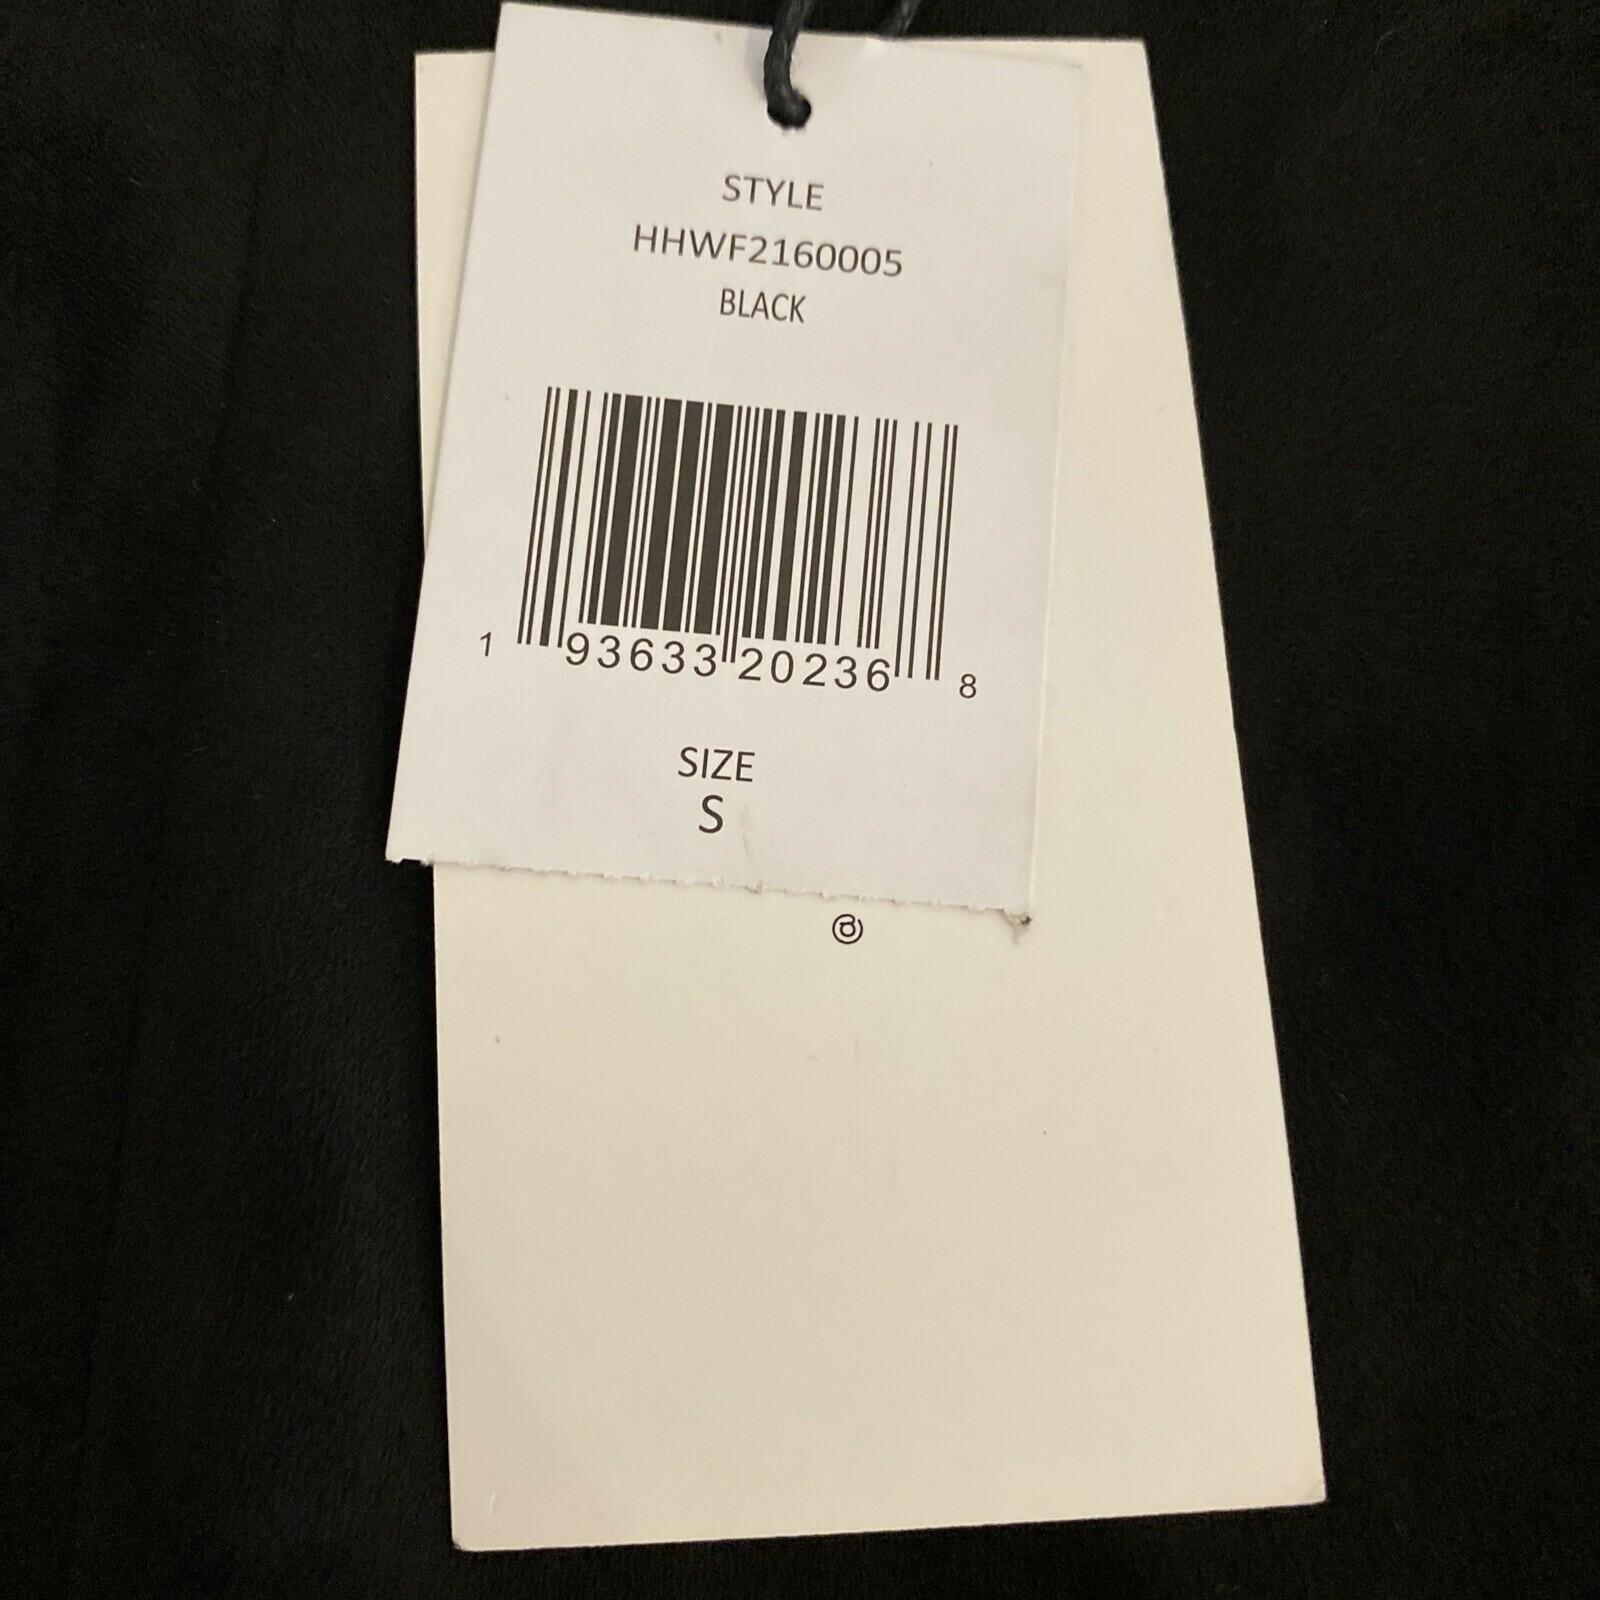 STYLE
HHWF2160005
BLACK
1 93633 20236 8
SIZE
S